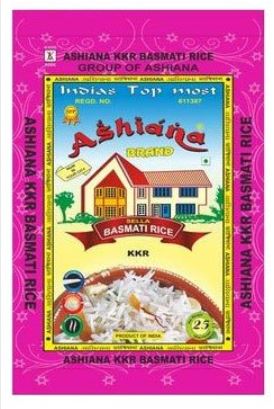 ASHIANA KKR BASMATI RICE
GROUP OF ASHIANA
Indias Top most
REGD. NO. 611397
Ashiana
BRAND
SELLA
BASMATI RICE
KKR
25
PRODUCT OF INDIA
ASHIANA KKR BASMATI RICE
ASHIANA KKR BASMATI RICE
ASHIANA KKR BASMATI RICE